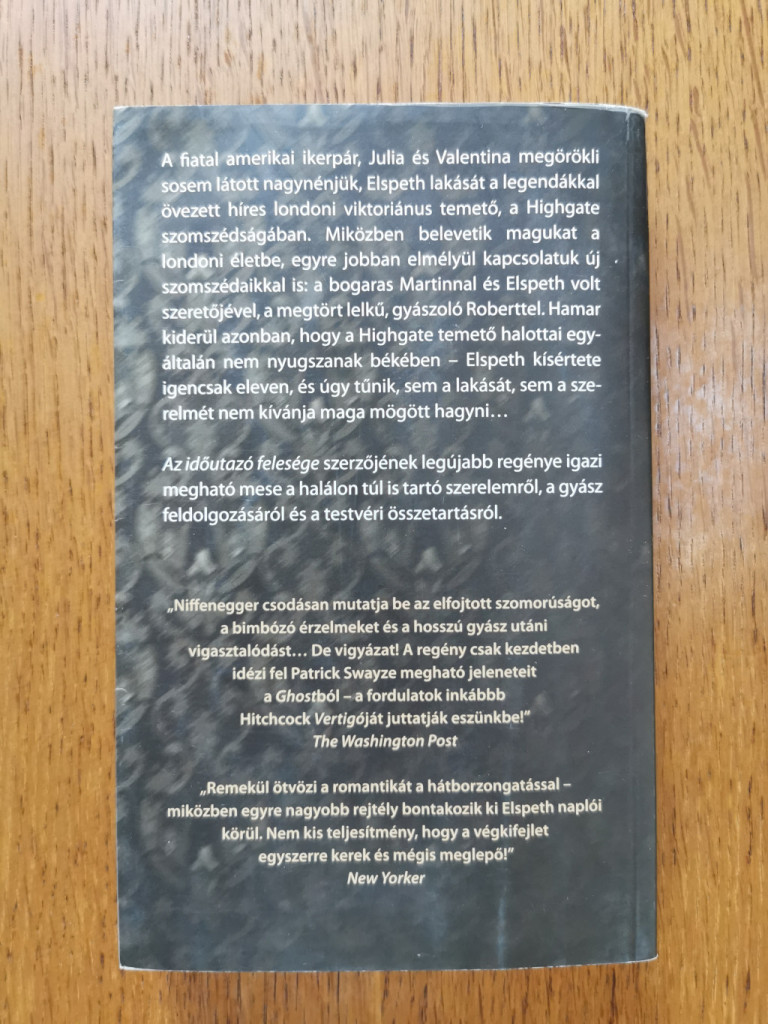 A fiatal amerikai ikerpár, Julia és Valentina megörökli
sosem látott nagynénjük, Elspeth lakását a legendákkal
övezett híres londoni viktoriánus temető, a Highgate
szomszédságában. Miközben belevetik magukat a
londoni életbe, egyre jobban elmélyül kapcsolatuk új
szomszédaikkal is: a bogaras Martinnal és Elspeth volt
szeretőjével, a megtört lelkű, gyászoló Roberttel. Hamar
kiderül azonban, hogy a Highgate temető halottai egy-
általán nem nyugszanak békében – Elspeth kísértete
igencsak eleven, és úgy tűnik, sem a lakását, sem a sze-
relmét nem kívánja maga mögött hagyni…
Az időutazó felesége szerzőjének legújabb regénye igazi
megható mese a halálon túl is tartó szerelemről, a gyász
feldolgozásáról és a testvéri összetartásról.
„Niffenegger csodásan mutatja be az elfojtott szomorúságot,
a bimbózó érzelmeket és a hosszú gyász utáni
vigasztalódást… De vigyázat! A regény csak kezdetben
idézi fel Patrick Swayze megható jeleneteit
a Ghostból – a fordulatok inkábbb
Hitchcock Vertigóját juttatják eszünkbe!”
The Washington Post
„Remekül ötvözi a romantikát a hátborzongatással –
miközben egyre nagyobb rejtély bontakozik ki Elspeth naplói
körül. Nem kis teljesítmény, hogy a végkifejlet
egyszerre kerek és mégis meglepő!”
New Yorker